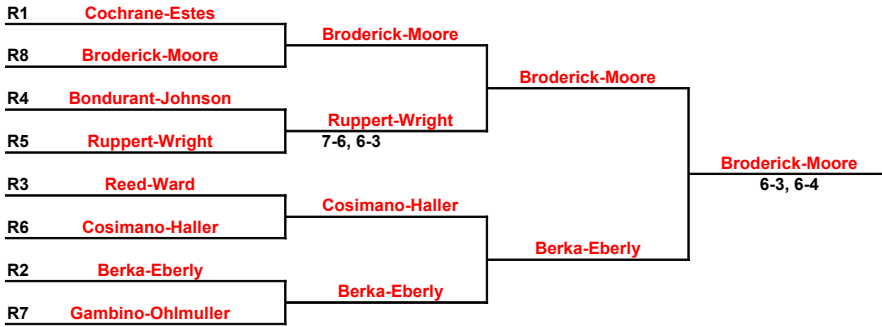 R1 Cochrane-Estes
Broderick-Moore
R8 Broderick-Moore
Broderick-Moore
R4 Bondurant-Johnson
Ruppert-Wright
R5 Ruppert-Wright
7-6, 6-3
Broderick-Moore
6-3, 6-4
R3 Reed-Ward
Cosimano-Haller
R6 Cosimano-Haller
Berka-Eberly
R2 Berka-Eberly
Berka-Eberly
R7 Gambino-Ohlmuller